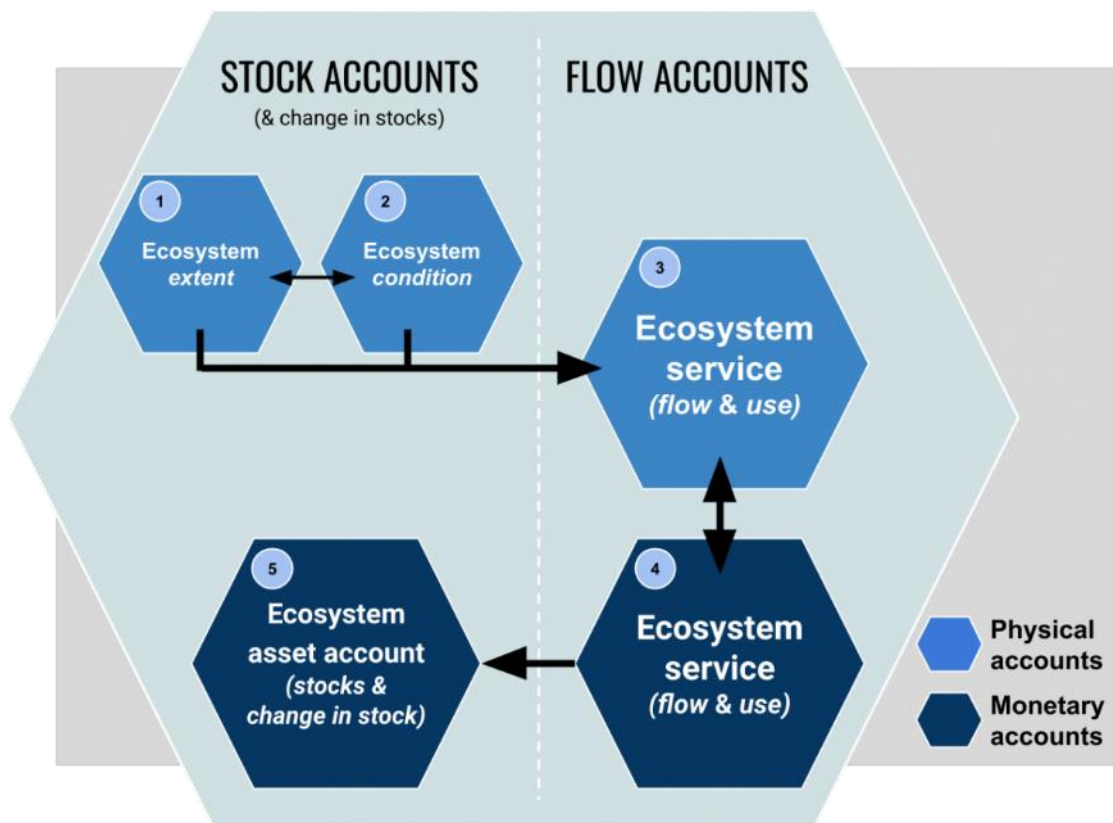 STOCK ACCOUNTS
(& change in stocks)
FLOW ACCOUNTS
1
Ecosystem
extent
2
Ecosystem
condition
3
Ecosystem
service
(flow & use)
4
Ecosystem
service
(flow & use)
5
Ecosystem
asset account
(stocks &
change in stock)
Physical
accounts
Monetary
accounts